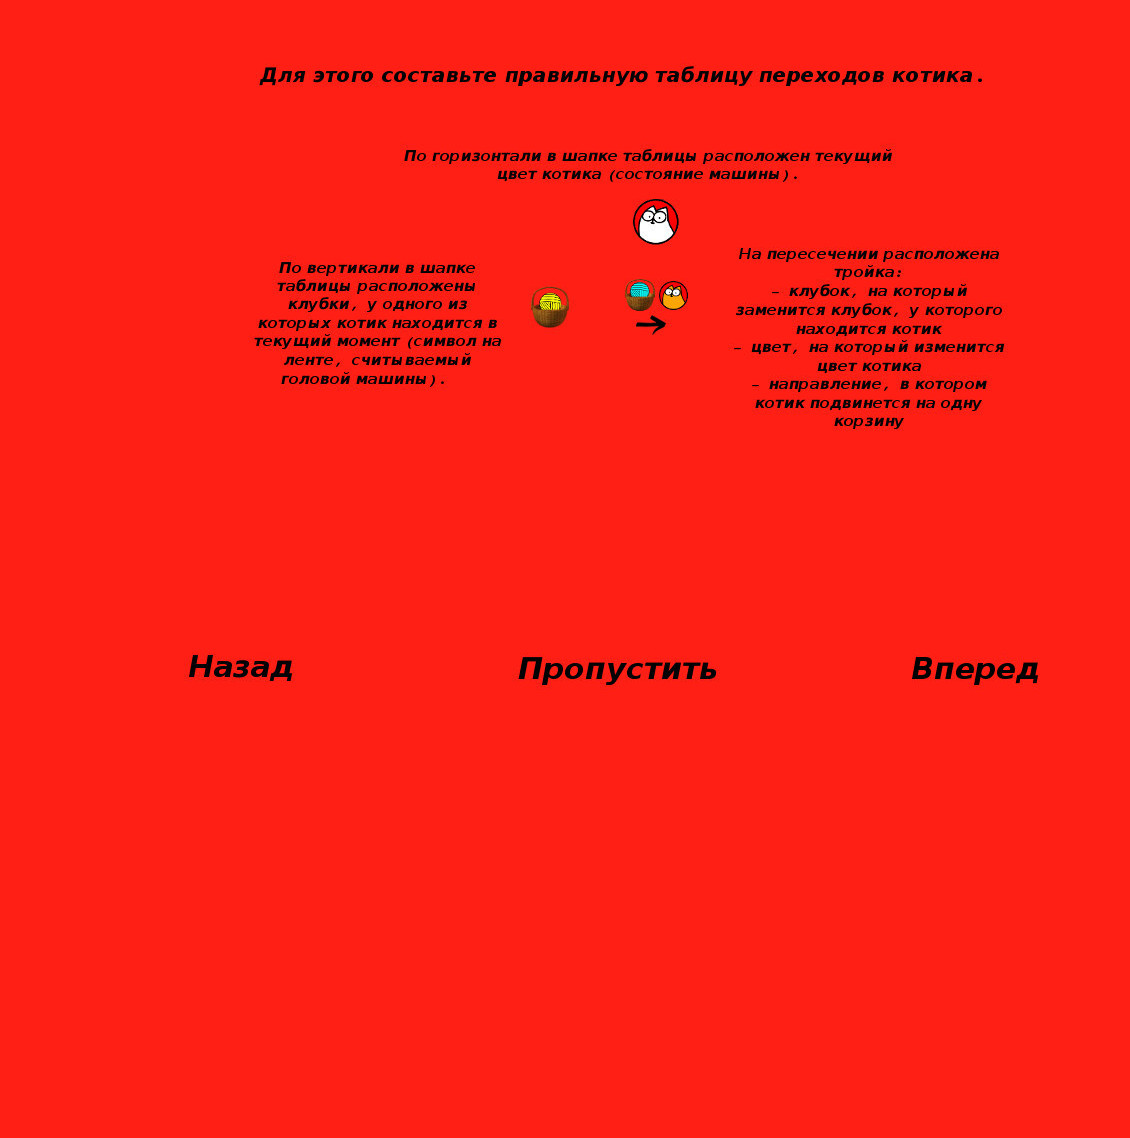 Для этого составьте правильную таблицу переходов котика.
По горизонтали в шапке таблицы расположен текущий
цвет котика (состояние машины).
По вертикали в шапке
таблицы расположены
клубки, у одного из
которых котик находится в
текущий момент (символ на
ленте, считываемый
головой машины).
На пересечении расположена
тройка:
– клубок, на который
заменится клубок, у которого
находится котик
– цвет, на который изменится
цвет котика
– направление, в котором
котик подвинется на одну
корзину
Назад
Пропустить
Вперед